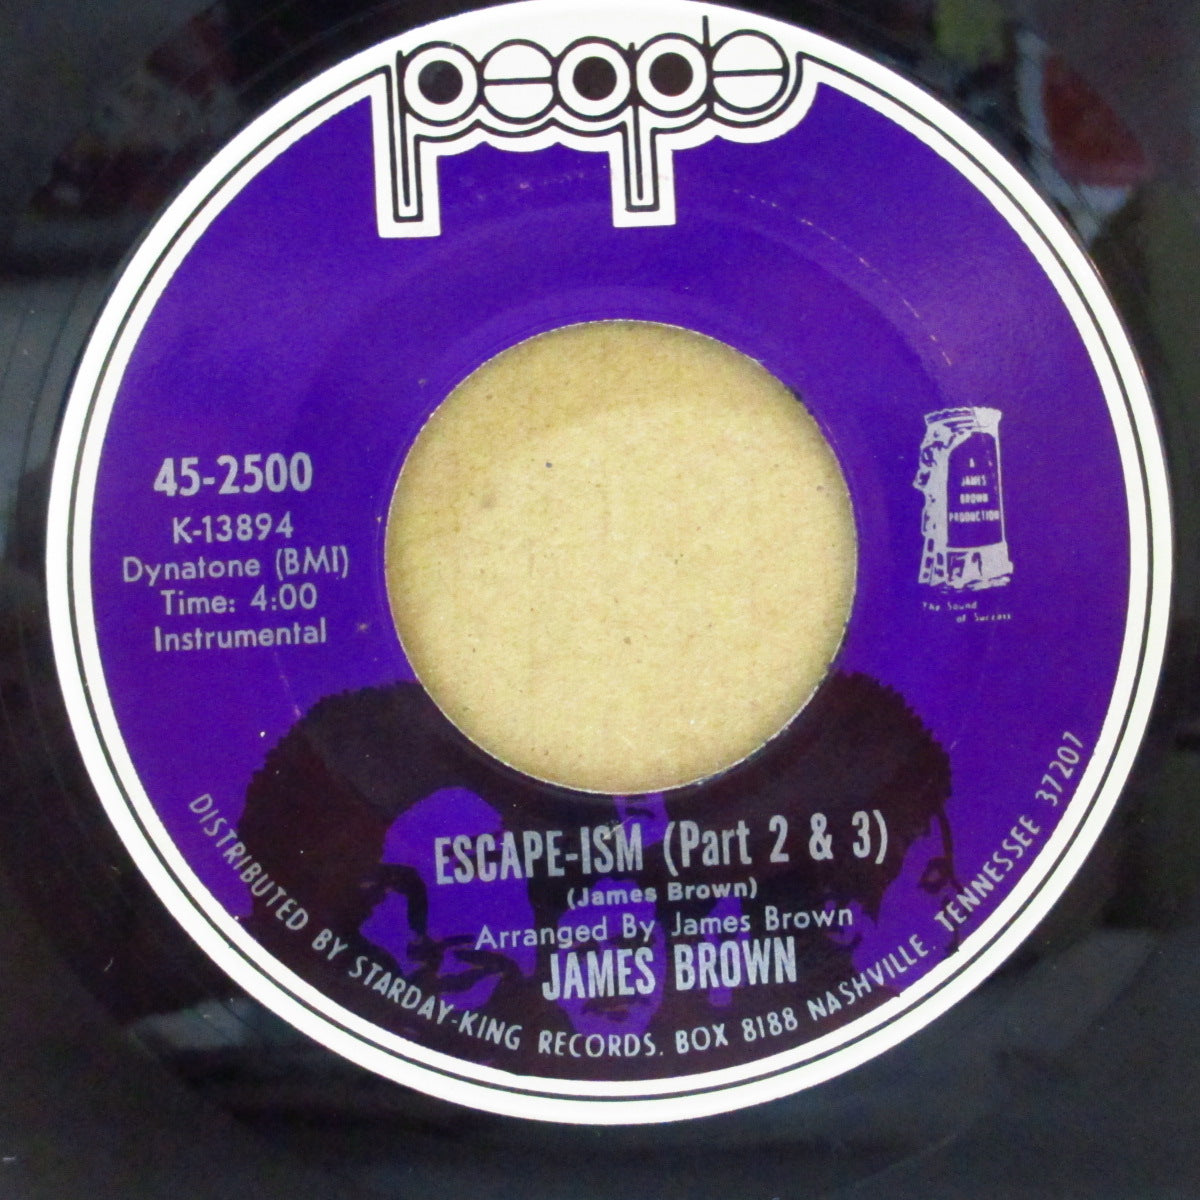 people
45-2500
K-13894
Dynatone (BMI)
Time: 4:00
Instrumental
A
JAMES
BROWN
PRODUCTION
The Sound
of Success
ESCAPE-ISM (Part 2 & 3)
(James Brown)
Arranged By James Brown
JAMES BROWN
DISTRIBUTED BY STARDAY-KING RECORDS. BOX 8188 NASHVILLE. TENNESSEE 37207